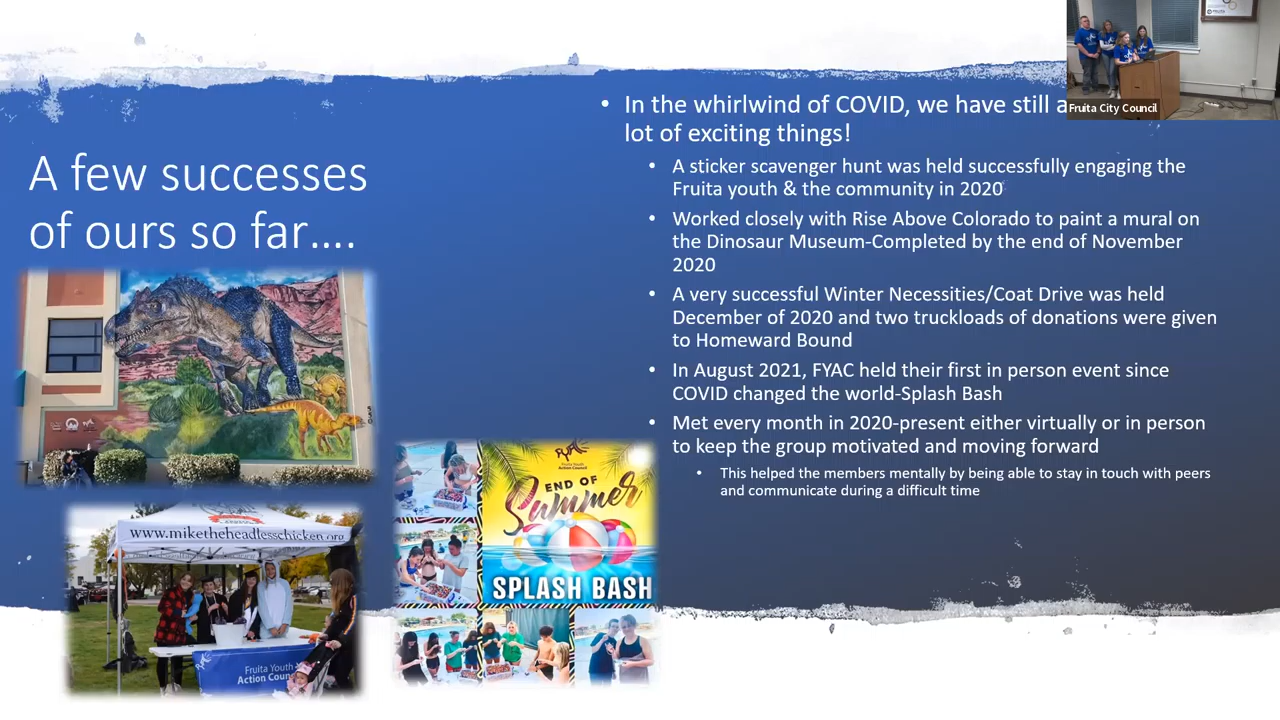 A few successes
of ours so far....
• In the whirlwind of COVID, we have still a
lot of exciting things!
• A sticker scavenger hunt was held successfully engaging the
Fruita youth & the community in 2020
• Worked closely with Rise Above Colorado to paint a mural on
the Dinosaur Museum-Completed by the end of November
2020
• A very successful Winter Necessities/Coat Drive was held
December of 2020 and two truckloads of donations were given
to Homeward Bound
• In August 2021, FYAC held their first in person event since
COVID changed the world-Splash Bash
• Met every month in 2020-present either virtually or in person
to keep the group motivated and moving forward
• This helped the members mentally by being able to stay in touch with peers
and communicate during a difficult time
Fruita City Council
www.miketheheadlesschicken.org
Fruita Youth
Action Counc
Fruita Youth
Action Council
END OF
Summer
SPLASH BASH